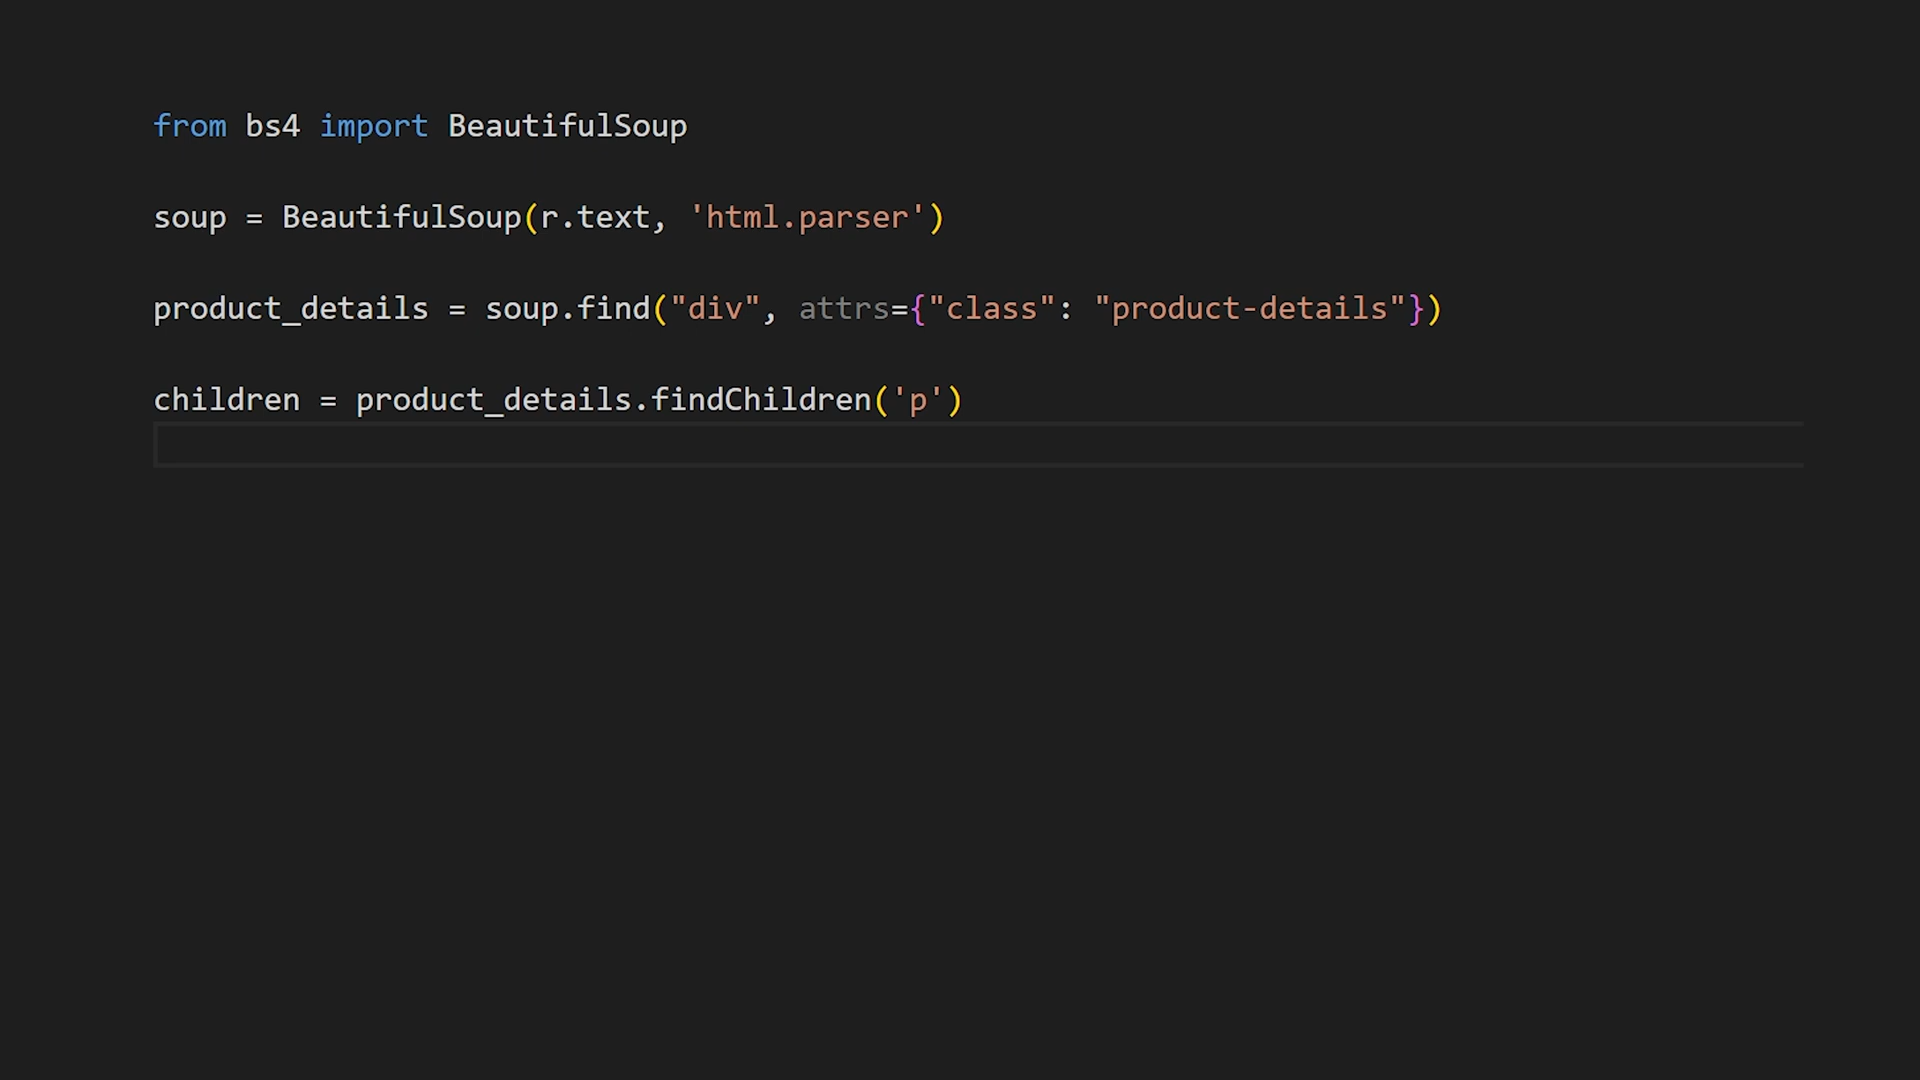 from bs4 import BeautifulSoup
soup = BeautifulSoup(r.text, 'html.parser')
product_details = soup.find("div", attrs={"class": "product-details"})
children = product_details.findChildren('p')